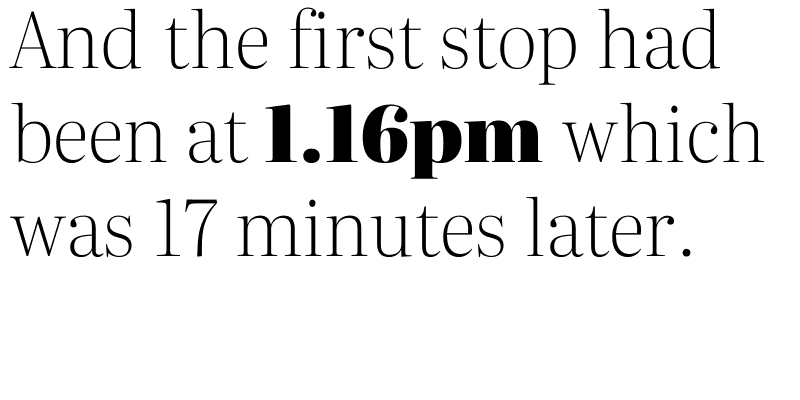 And the first stop had
been at 1.16pm which
was 17 minutes later.